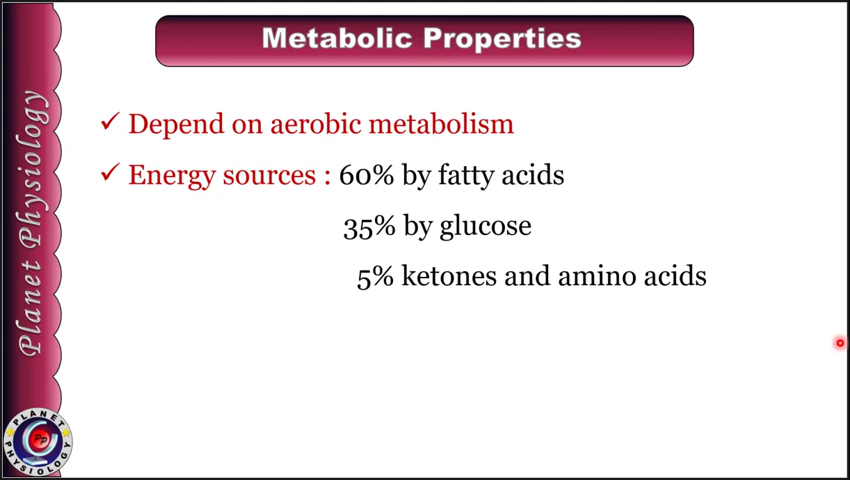 Metabolic Properties
✓ Depend on aerobic metabolism
✓ Energy sources : 60% by fatty acids
35% by glucose
5% ketones and amino acids
Planet Physiology
PLANET
PP
PHYSIOLOGY